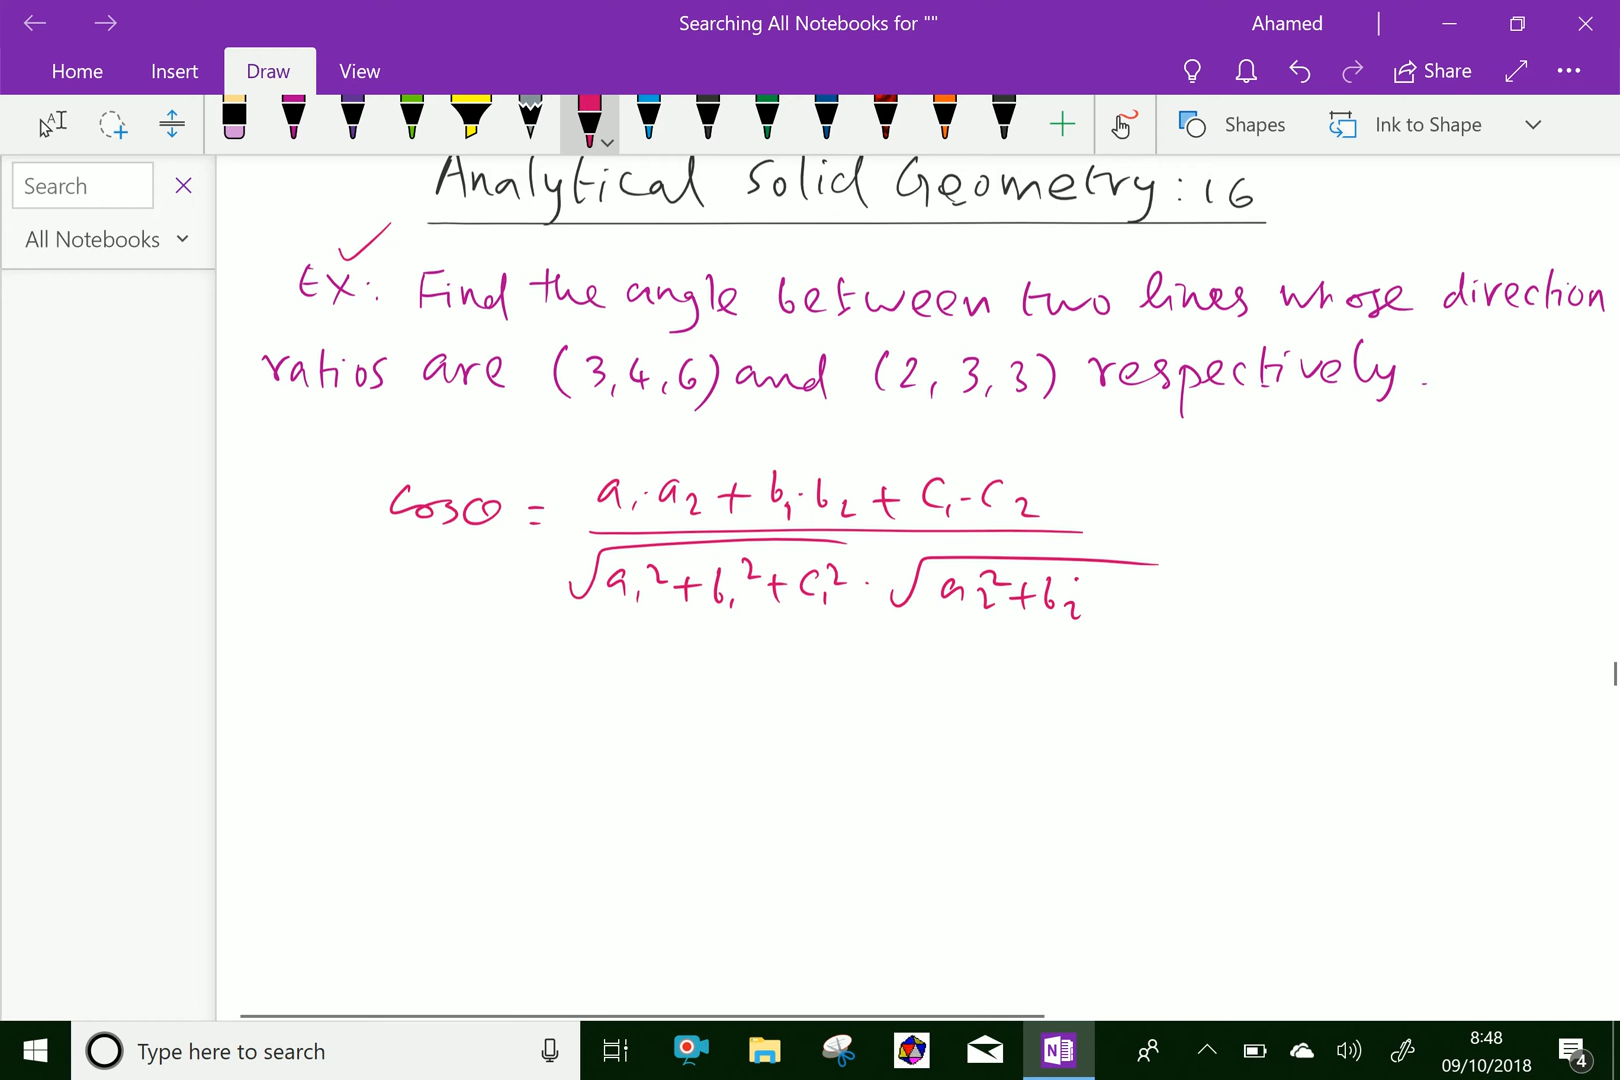 Searching All Notebooks for ""
Ahamed
Home Insert Draw View
Share
Shapes
Ink to Shape
Search
All Notebooks
Analytical Solid Geometry: 16
Ex: Find the angle between two lines whose direction
ratios are (3,4,6) and (2,3,3) respectively.
Cosθ = a₁·a₂ + b₁·b₂ + c₁-c₂
√a₁²+b₁²+c₁² · √a₂²+b₂
Type here to search
8:48
09/10/2018
4